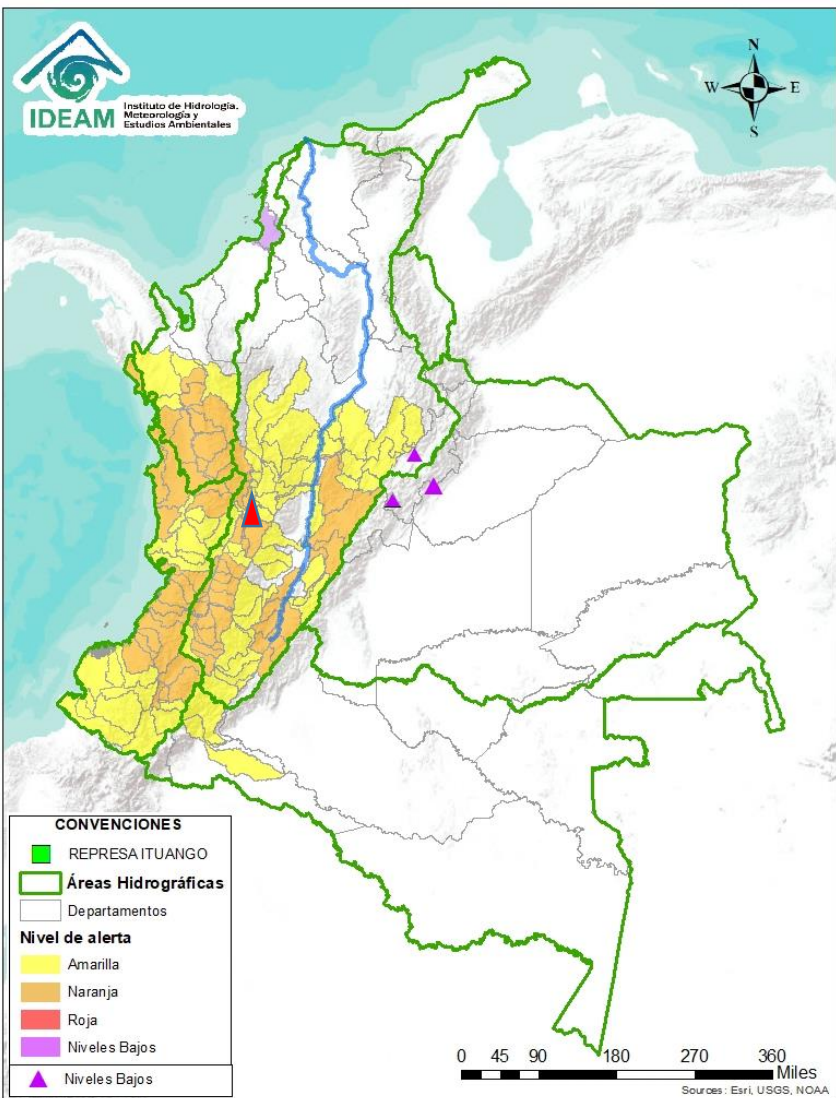 IDEAM
Instituto de Hidrología,
Meteorología y
Estudios Ambientales
N
W
E
S
CONVENCIONES
REPRESA ITUANGO
Áreas Hidrográficas
Departamentos
Nivel de alerta
Amarilla
Naranja
Roja
Niveles Bajos
Niveles Bajos
0 45 90 180 270 360
Miles
Sources: Esri, USGS, NOAA